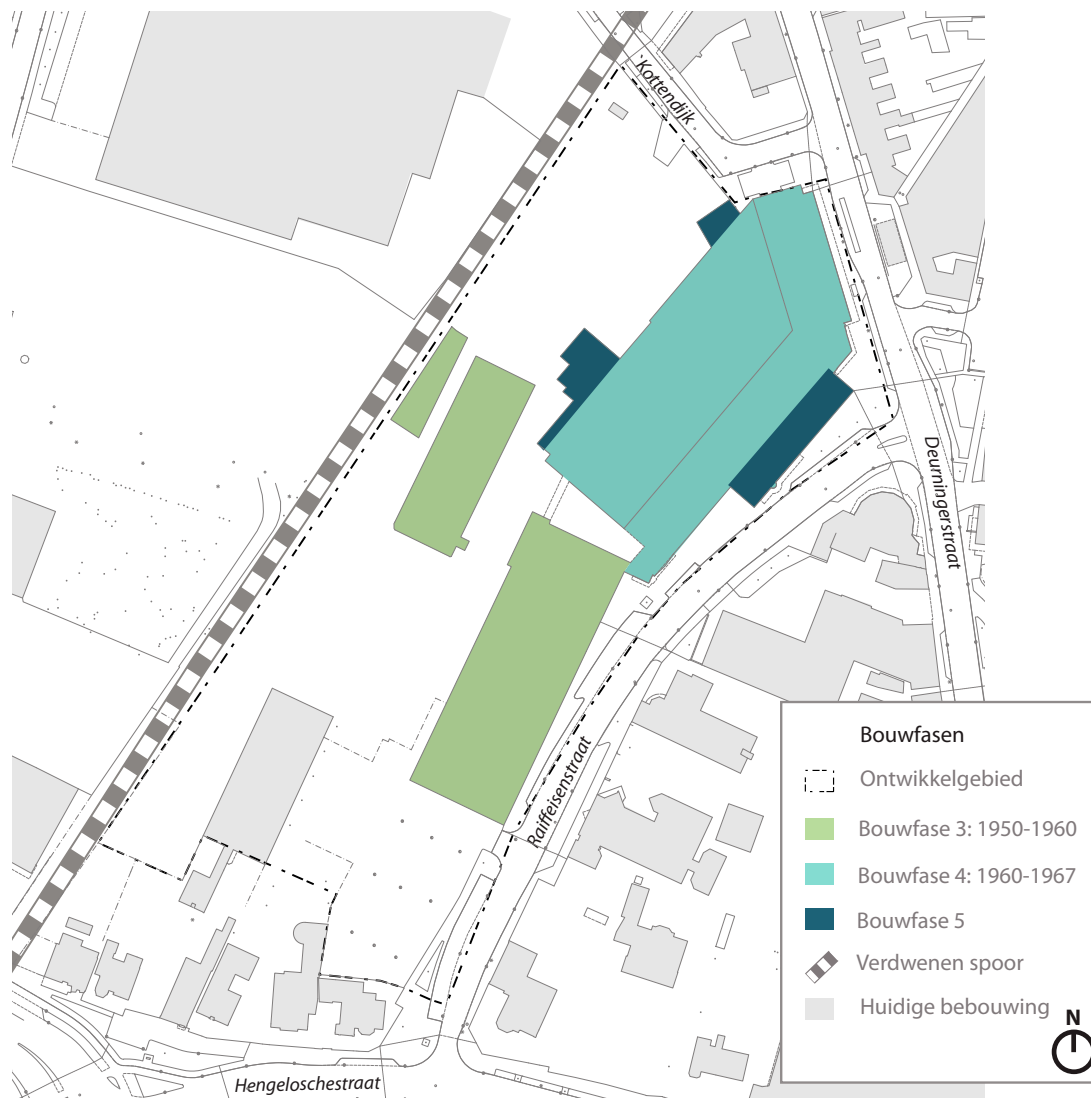 Kottendijk
Deurningerstraat
Raiffeisenstraat
Hengeloschestraat
Bouwfasen
Ontwikkelgebied
Bouwfase 3: 1950-1960
Bouwfase 4: 1960-1967
Bouwfase 5
Verdwenen spoor
Huidige bebouwing
N